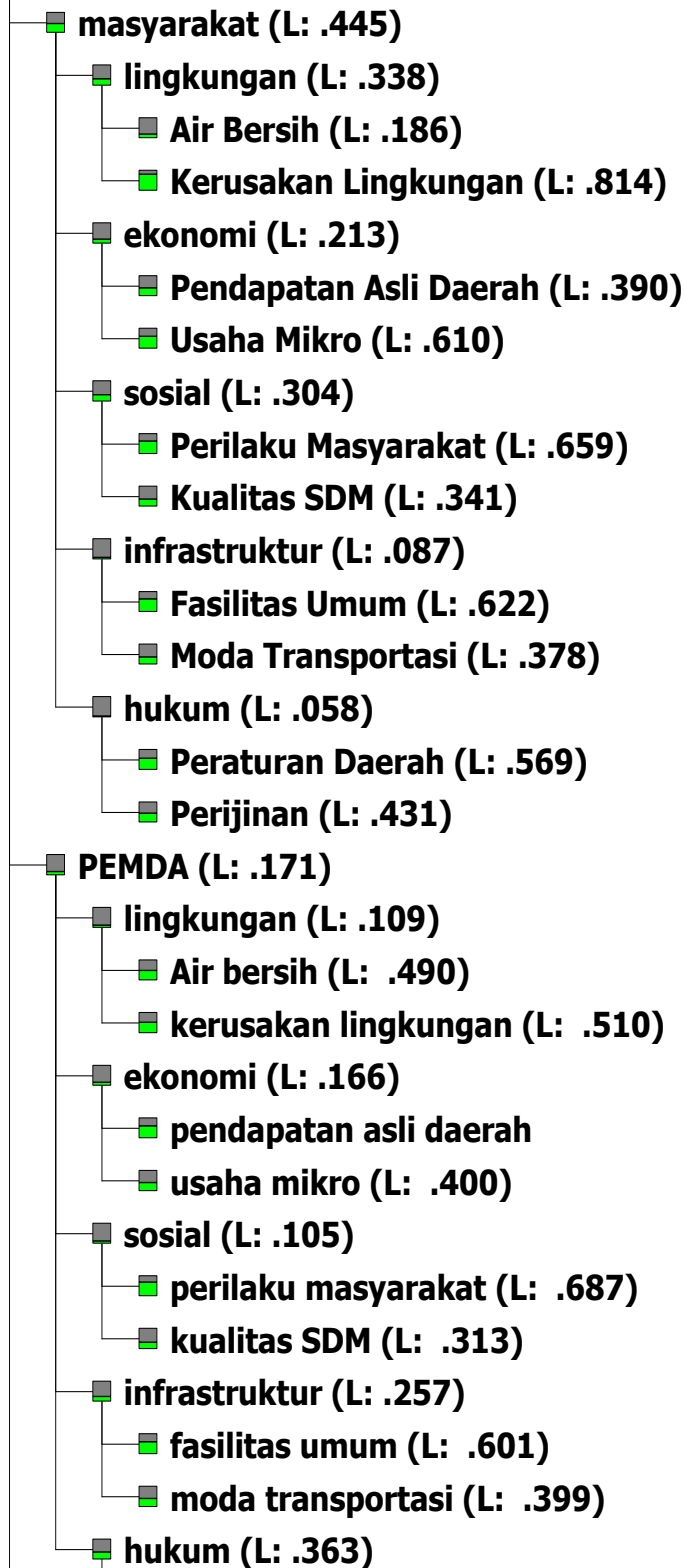 masyarakat (L: .445)
lingkungan (L: .338)
Air Bersih (L: .186)
Kerusakan Lingkungan (L: .814)
ekonomi (L: .213)
Pendapatan Asli Daerah (L: .390)
Usaha Mikro (L: .610)
sosial (L: .304)
Perilaku Masyarakat (L: .659)
Kualitas SDM (L: .341)
infrastruktur (L: .087)
Fasilitas Umum (L: .622)
Moda Transportasi (L: .378)
hukum (L: .058)
Peraturan Daerah (L: .569)
Perijinan (L: .431)
PEMDA (L: .171)
lingkungan (L: .109)
Air bersih (L:  .490)
kerusakan lingkungan (L:  .510)
ekonomi (L: .166)
pendapatan asli daerah
usaha mikro (L:  .400)
sosial (L: .105)
perilaku masyarakat (L:  .687)
kualitas SDM (L:  .313)
infrastruktur (L: .257)
fasilitas umum (L:  .601)
moda transportasi (L:  .399)
hukum (L: .363)